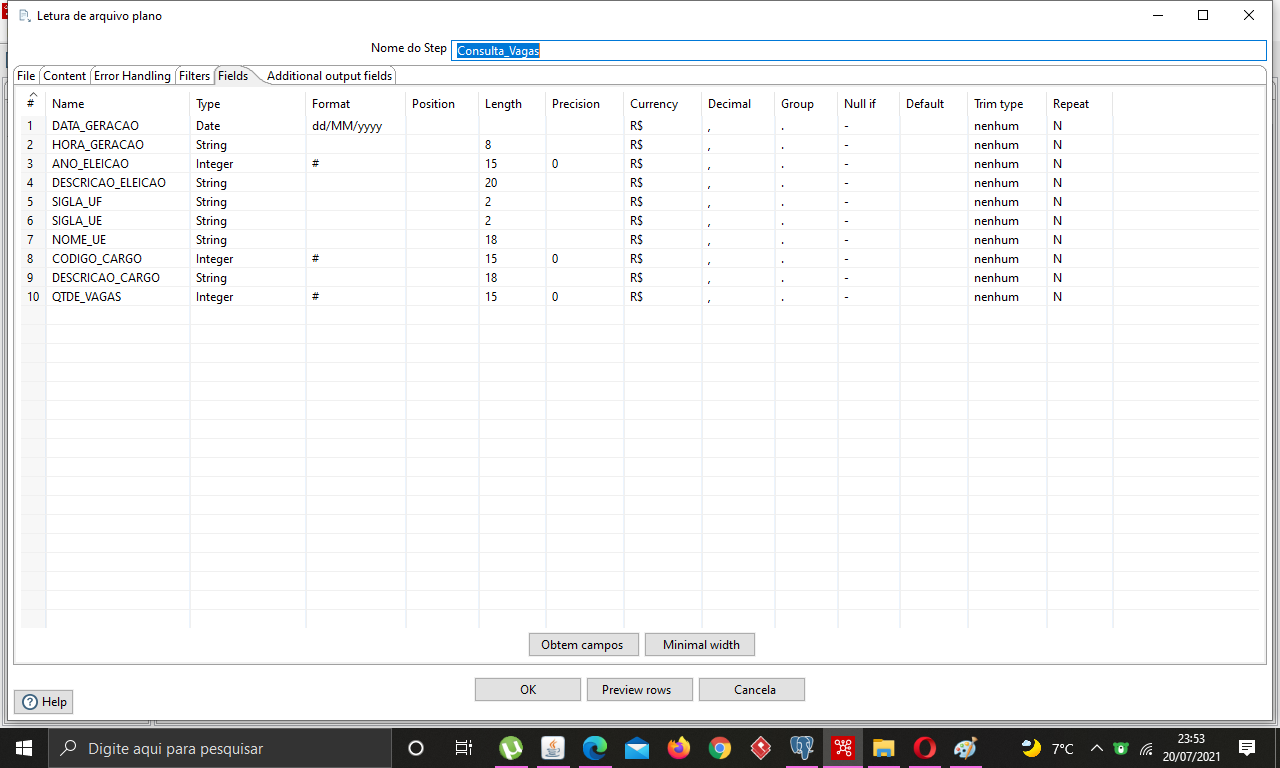 Letura de arquivo plano
Nome do Step Consulta_Vagas
File Content Error Handling Filters Fields Additional output fields
# Name Type Format Position Length Precision Currency Decimal Group Null if Default Trim type Repeat
1 DATA_GERACAO Date dd/MM/yyyy R$ , . - nenhum N
2 HORA_GERACAO String 8 R$ , . - nenhum N
3 ANO_ELEICAO Integer # 15 0 R$ , . - nenhum N
4 DESCRICAO_ELEICAO String 20 R$ , . - nenhum N
5 SIGLA_UF String 2 R$ , . - nenhum N
6 SIGLA_UE String 2 R$ , . - nenhum N
7 NOME_UE String 18 R$ , . - nenhum N
8 CODIGO_CARGO Integer # 15 0 R$ , . - nenhum N
9 DESCRICAO_CARGO String 18 R$ , . - nenhum N
10 QTDE_VAGAS Integer # 15 0 R$ , . - nenhum N
Obtem campos Minimal width
OK Preview rows Cancela
Help
Digite aqui para pesquisar 7°C 23:53
20/07/2021